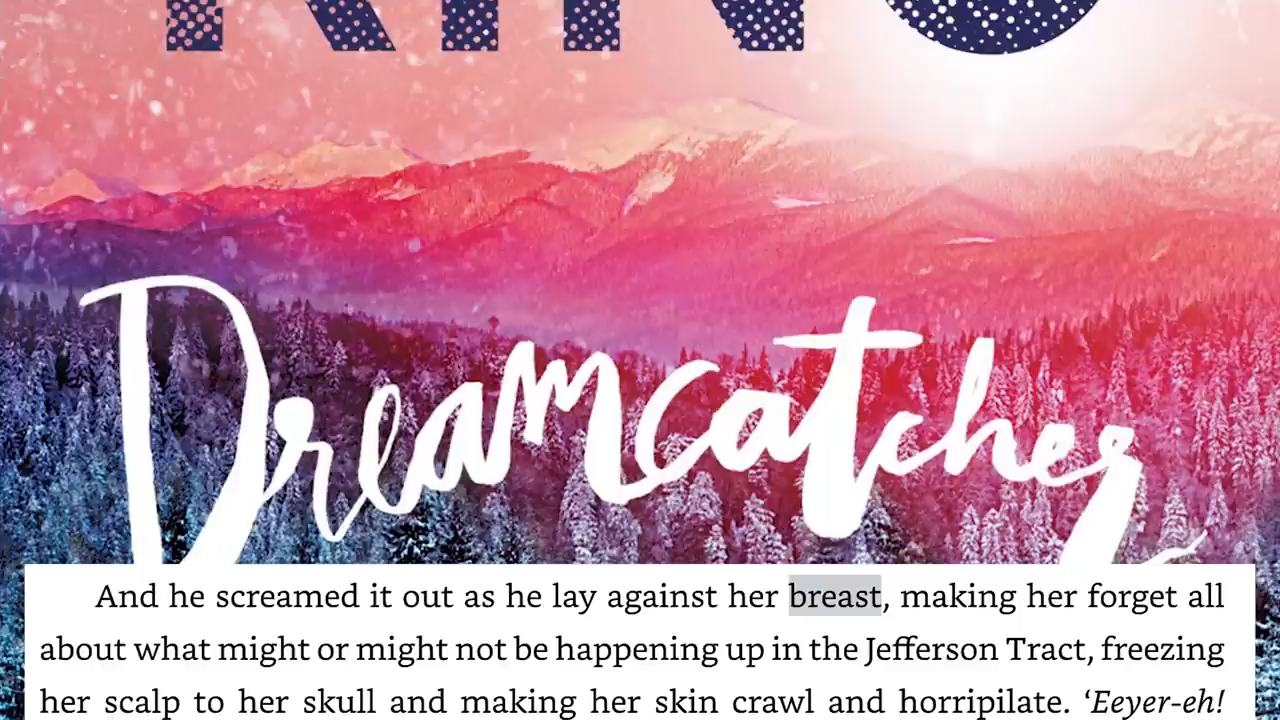 KING
Dreamcatcher
And he screamed it out as he lay against her breast, making her forget all
about what might or might not be happening up in the Jefferson Tract, freezing
her scalp to her skull and making her skin crawl and horripilate. ‘Eeyer-eh!